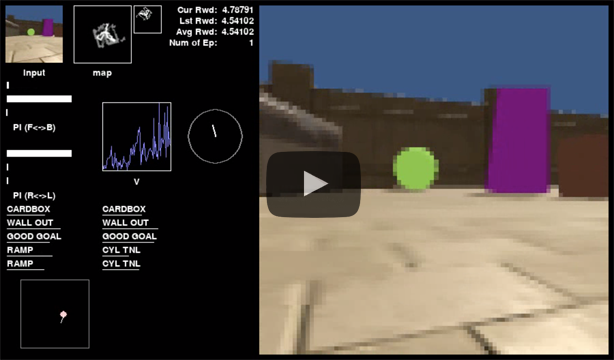 Cur Rwd: 4.78791
Lst Rwd: 4.54102
Avg Rwd: 4.54102
Num of Ep: 1
Input
map
PI (F<->B)
V
PI (R<->L)
CARDBOX CARDBOX
WALL OUT WALL OUT
GOOD GOAL GOOD GOAL
RAMP CYL TNL
RAMP CYL TNL